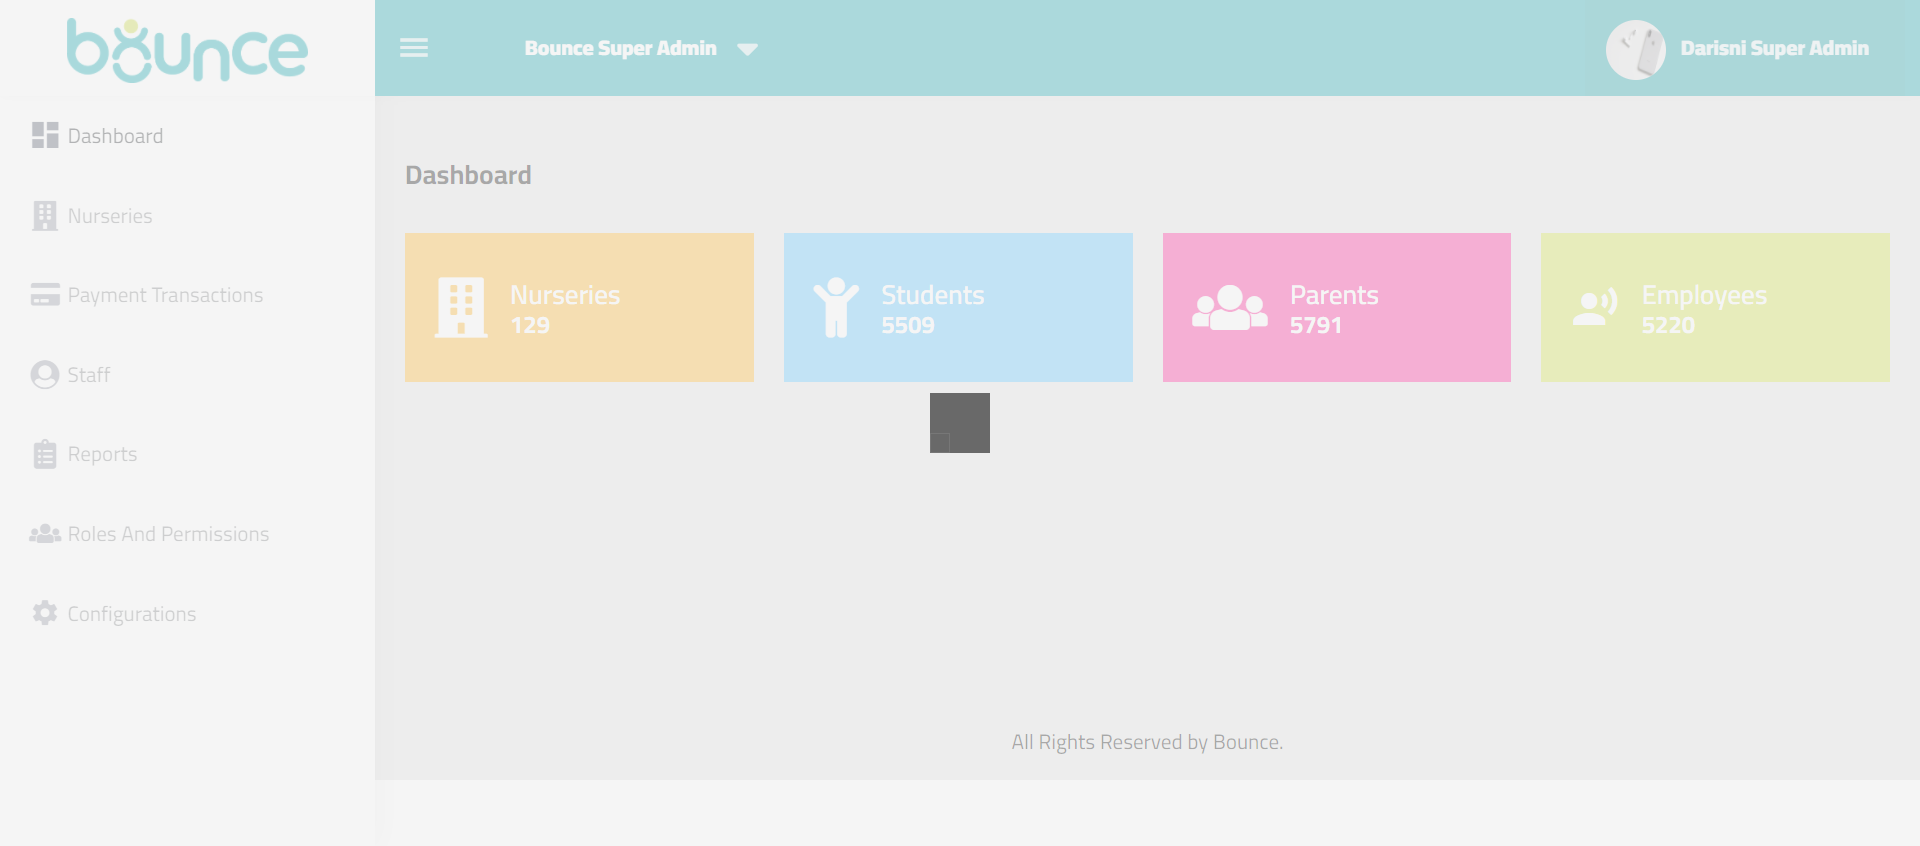 bounce
Bounce Super Admin
Darisni Super Admin
Dashboard
Nurseries
Payment Transactions
Staff
Reports
Roles And Permissions
Configurations
Dashboard
Nurseries
129
Students
5509
Parents
5791
Employees
5220
All Rights Reserved by Bounce.